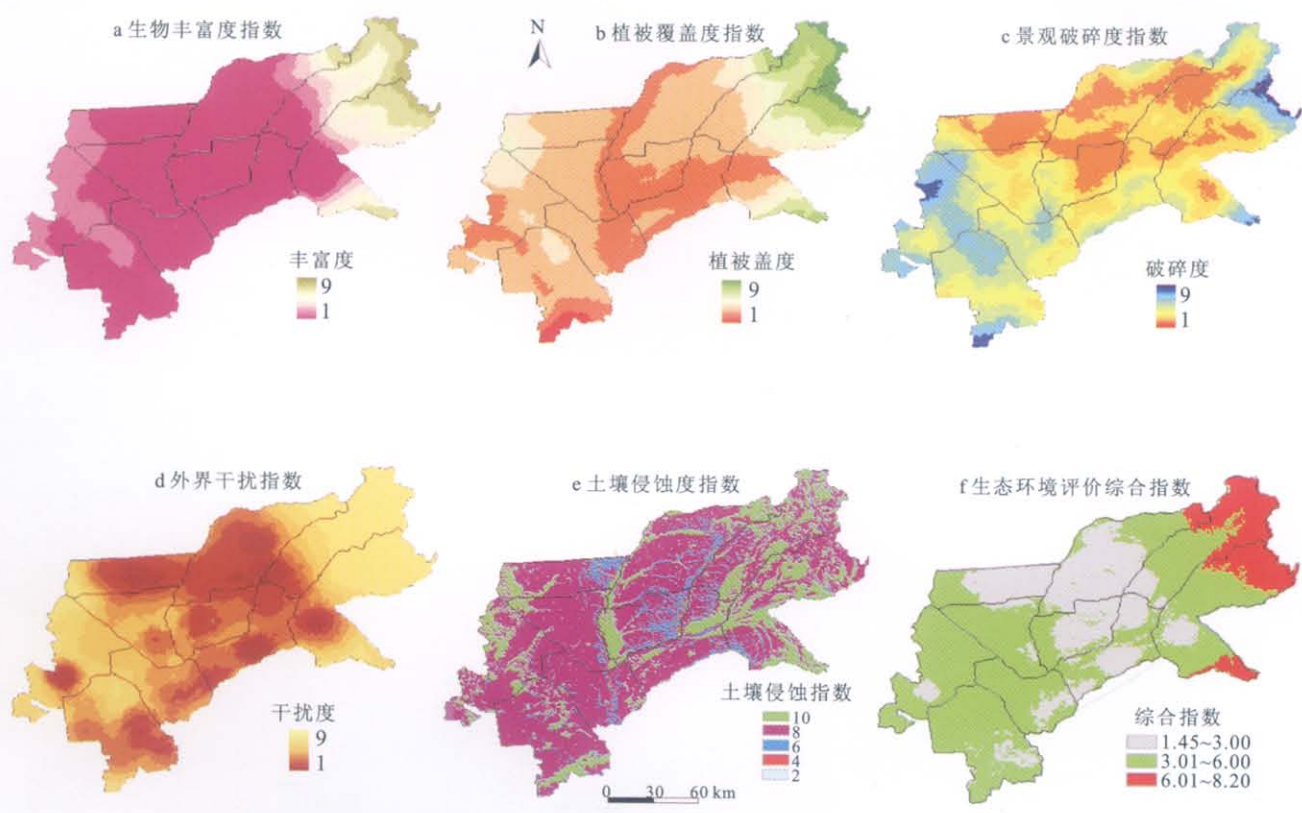 a 生物丰富度指数
N
b 植被覆盖度指数
c 景观破碎度指数
丰富度
9
1
植被盖度
9
1
破碎度
9
1
d 外界干扰指数
e 土壤侵蚀度指数
f 生态环境评价综合指数
干扰度
9
1
土壤侵蚀指数
10
8
6
4
2
0 30 60 km
综合指数
1.45~3.00
3.01~6.00
6.01~8.20